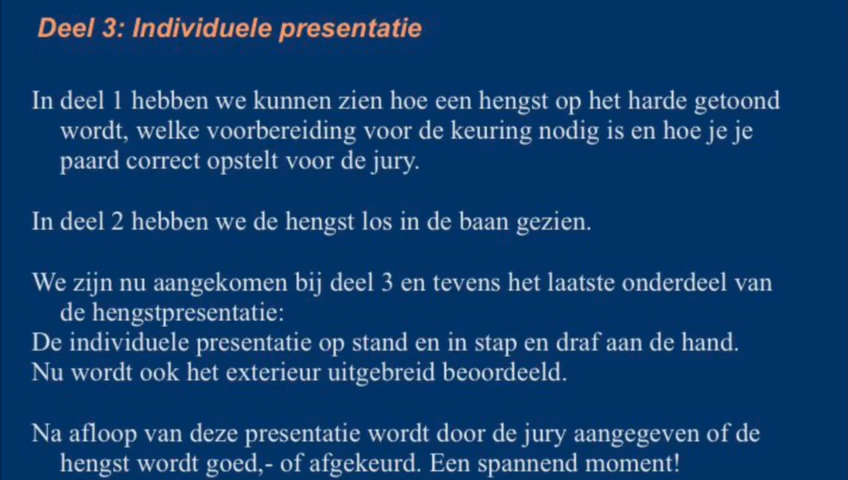 Deel 3: Individuele presentatie
In deel 1 hebben we kunnen zien hoe een hengst op het harde getoond
wordt, welke voorbereiding voor de keuring nodig is en hoe je je
paard correct opstelt voor de jury.
In deel 2 hebben we de hengst los in de baan gezien.
We zijn nu aangekomen bij deel 3 en tevens het laatste onderdeel van
de hengstpresentatie:
De individuele presentatie op stand en in stap en draf aan de hand.
Nu wordt ook het exterieur uitgebreid beoordeeld.
Na afloop van deze presentatie wordt door de jury aangegeven of de
hengst wordt goed,- of afgekeurd. Een spannend moment!